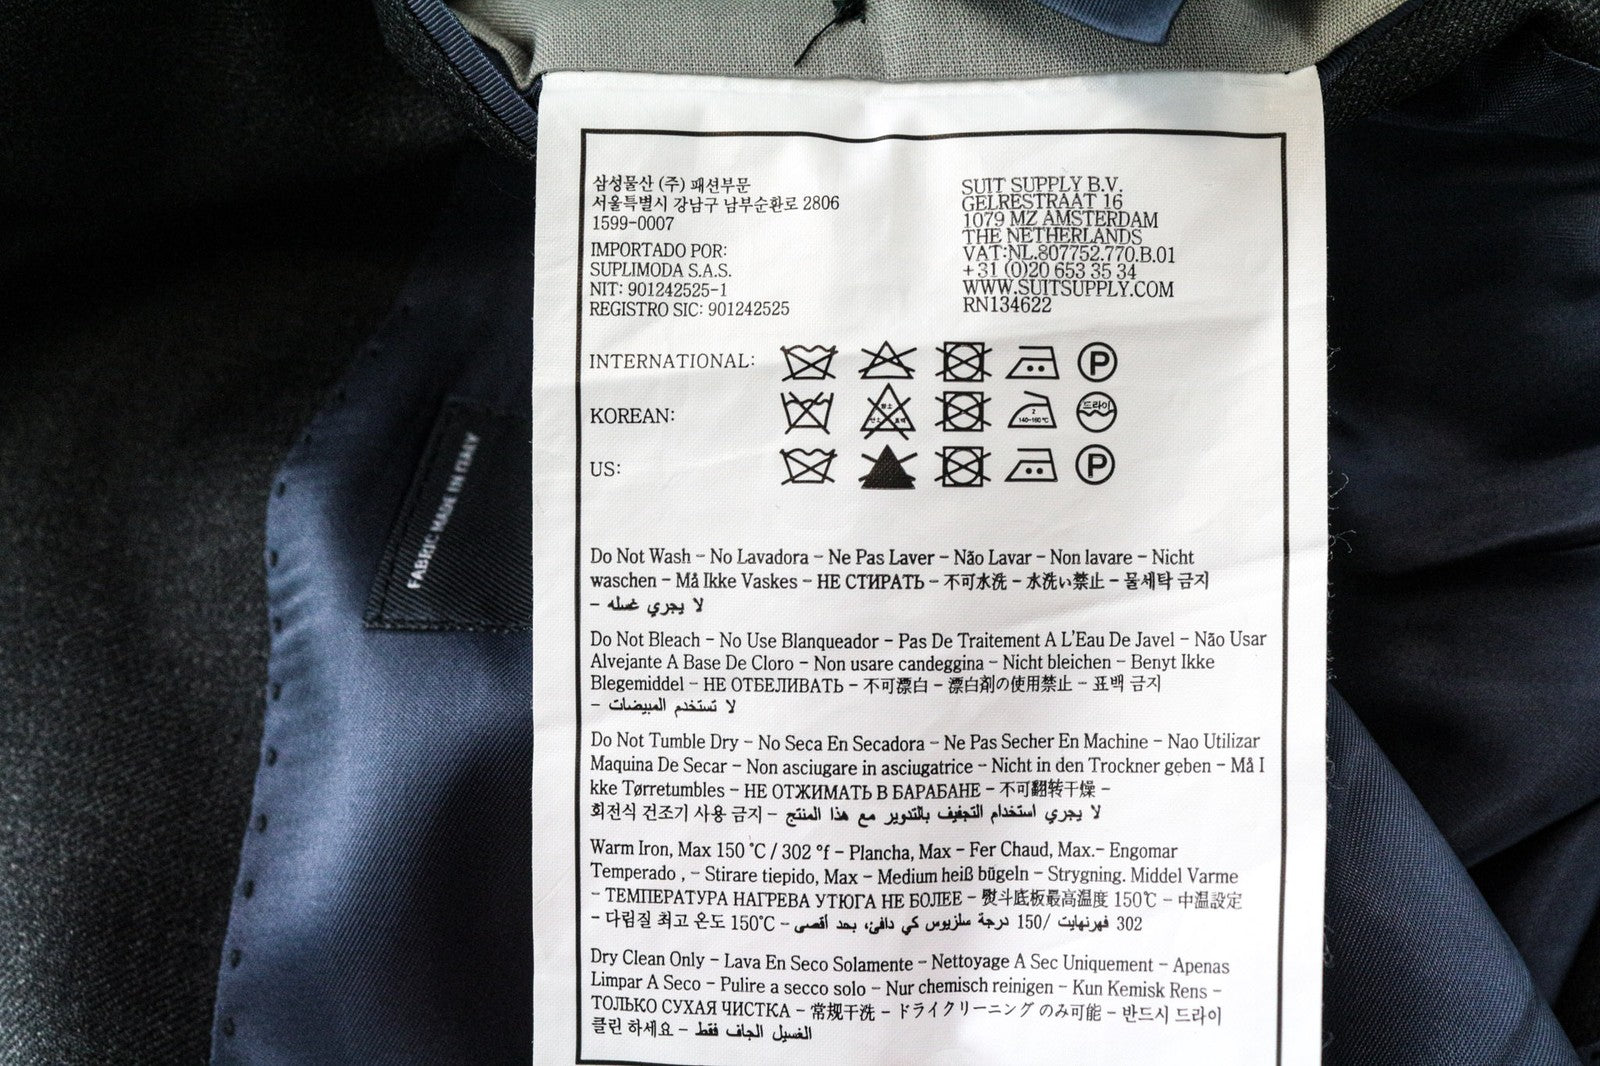 삼성물산 (주) 패션부문
서울특별시 강남구 남부순환로 2806
1599-0007
IMPORTADO POR:
SUPLIMODA S.A.S.
NIT: 901242525-1
REGISTRO SIC: 901242525
SUIT SUPPLY B.V.
GELRESTRAAT 16
1079 MZ AMSTERDAM
THE NETHERLANDS
VAT:NL.807752.770.B.01
+31 (0)20 653 35 34
WWW.SUITSUPPLY.COM
RN134622
INTERNATIONAL:
P
KOREAN:
2
140-160℃
드라이
US:
P
Do Not Wash - No Lavadora - Ne Pas Laver - Não Lavar - Non lavare - Nicht
waschen - Må Ikke Vaskes - НЕ СТИРАТЬ - 不可水洗 - 水洗い禁止 - 물세탁 금지
- لا يجري غسله
Do Not Bleach - No Use Blanqueador - Pas De Traitement A L'Eau De Javel - Não Usar
Alvejante A Base De Cloro - Non usare candeggina - Nicht bleichen - Benyt Ikke
Blegemiddel - НЕ ОТБЕЛИВАТЬ - 不可漂白 - 漂白剤の使用禁止 - 표백 금지
- لا تستخدم المبيضات
Do Not Tumble Dry - No Seca En Secadora - Ne Pas Secher En Machine - Nao Utilizar
Maquina De Secar - Non asciugare in asciugatrice - Nicht in den Trockner geben - Må I
kke Tørretumbles - НЕ ОТЖИМАТЬ В БАРАБАНЕ - 不可翻转干燥 -
회전식 건조기 사용 금지 - لا يجري استخدام التجفيف بالتدوير مع هذا المنتج
Warm Iron, Max 150 °C / 302 °f - Plancha, Max - Fer Chaud, Max.- Engomar
Temperado , - Stirare tiepido, Max - Medium heiß bügeln - Strygning. Middel Varme
- ТЕМПЕРАТУРА НАГРЕВА УТЮГА НЕ БОЛЕЕ - 熨斗底板最高温度 150℃ - 中温設定
- 다림질 최고 온도 150℃ - 302 فهرنهايت /150 درجة سلزيوس كي دافئ، بحد أقصى
Dry Clean Only - Lava En Seco Solamente - Nettoyage A Sec Uniquement - Apenas
Limpar A Seco - Pulire a secco solo - Nur chemisch reinigen - Kun Kemisk Rens -
ТОЛЬКО СУХАЯ ЧИСТКА - 常规干洗 - ドライクリーニング のみ可能 - 반드시 드라이
클린 하세요 - الغسيل الجاف فقط
FABRIC MADE IN ITALY